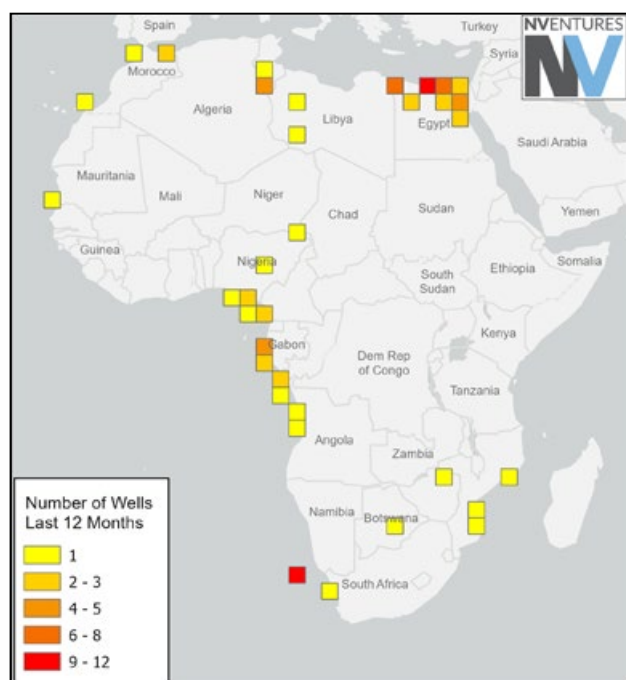 Spain
Turkey
NVENTURES
NV
Syria
Morocco
Algeria
Libya
Egypt
Saudi Arabia
Mauritania
Mali
Niger
Chad
Sudan
Yemen
Guinea
Nigeria
South
Sudan
Ethiopia
Somalia
Gabon
Dem Rep
of Congo
Kenya
Tanzania
Angola
Zambia
Namibia
Botswana
South Africa
Number of Wells
Last 12 Months
1
2 - 3
4 - 5
6 - 8
9 - 12